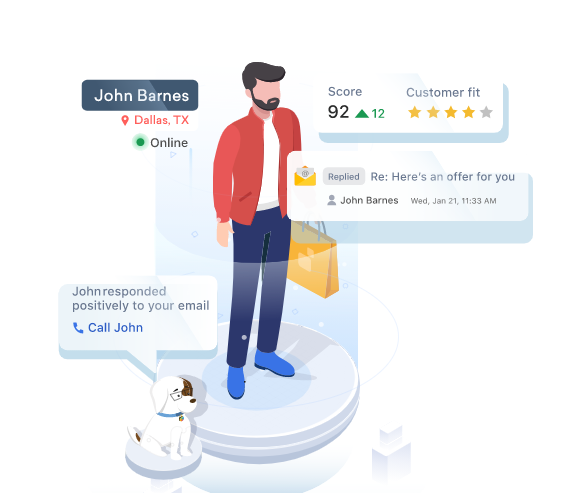 John Barnes
Dallas, TX
Online
Score
Customer fit
92 12
Replied Re: Here's an offer for you
John Barnes Wed, Jan 21, 11:33 AM
John responded
positively to your email
Call John